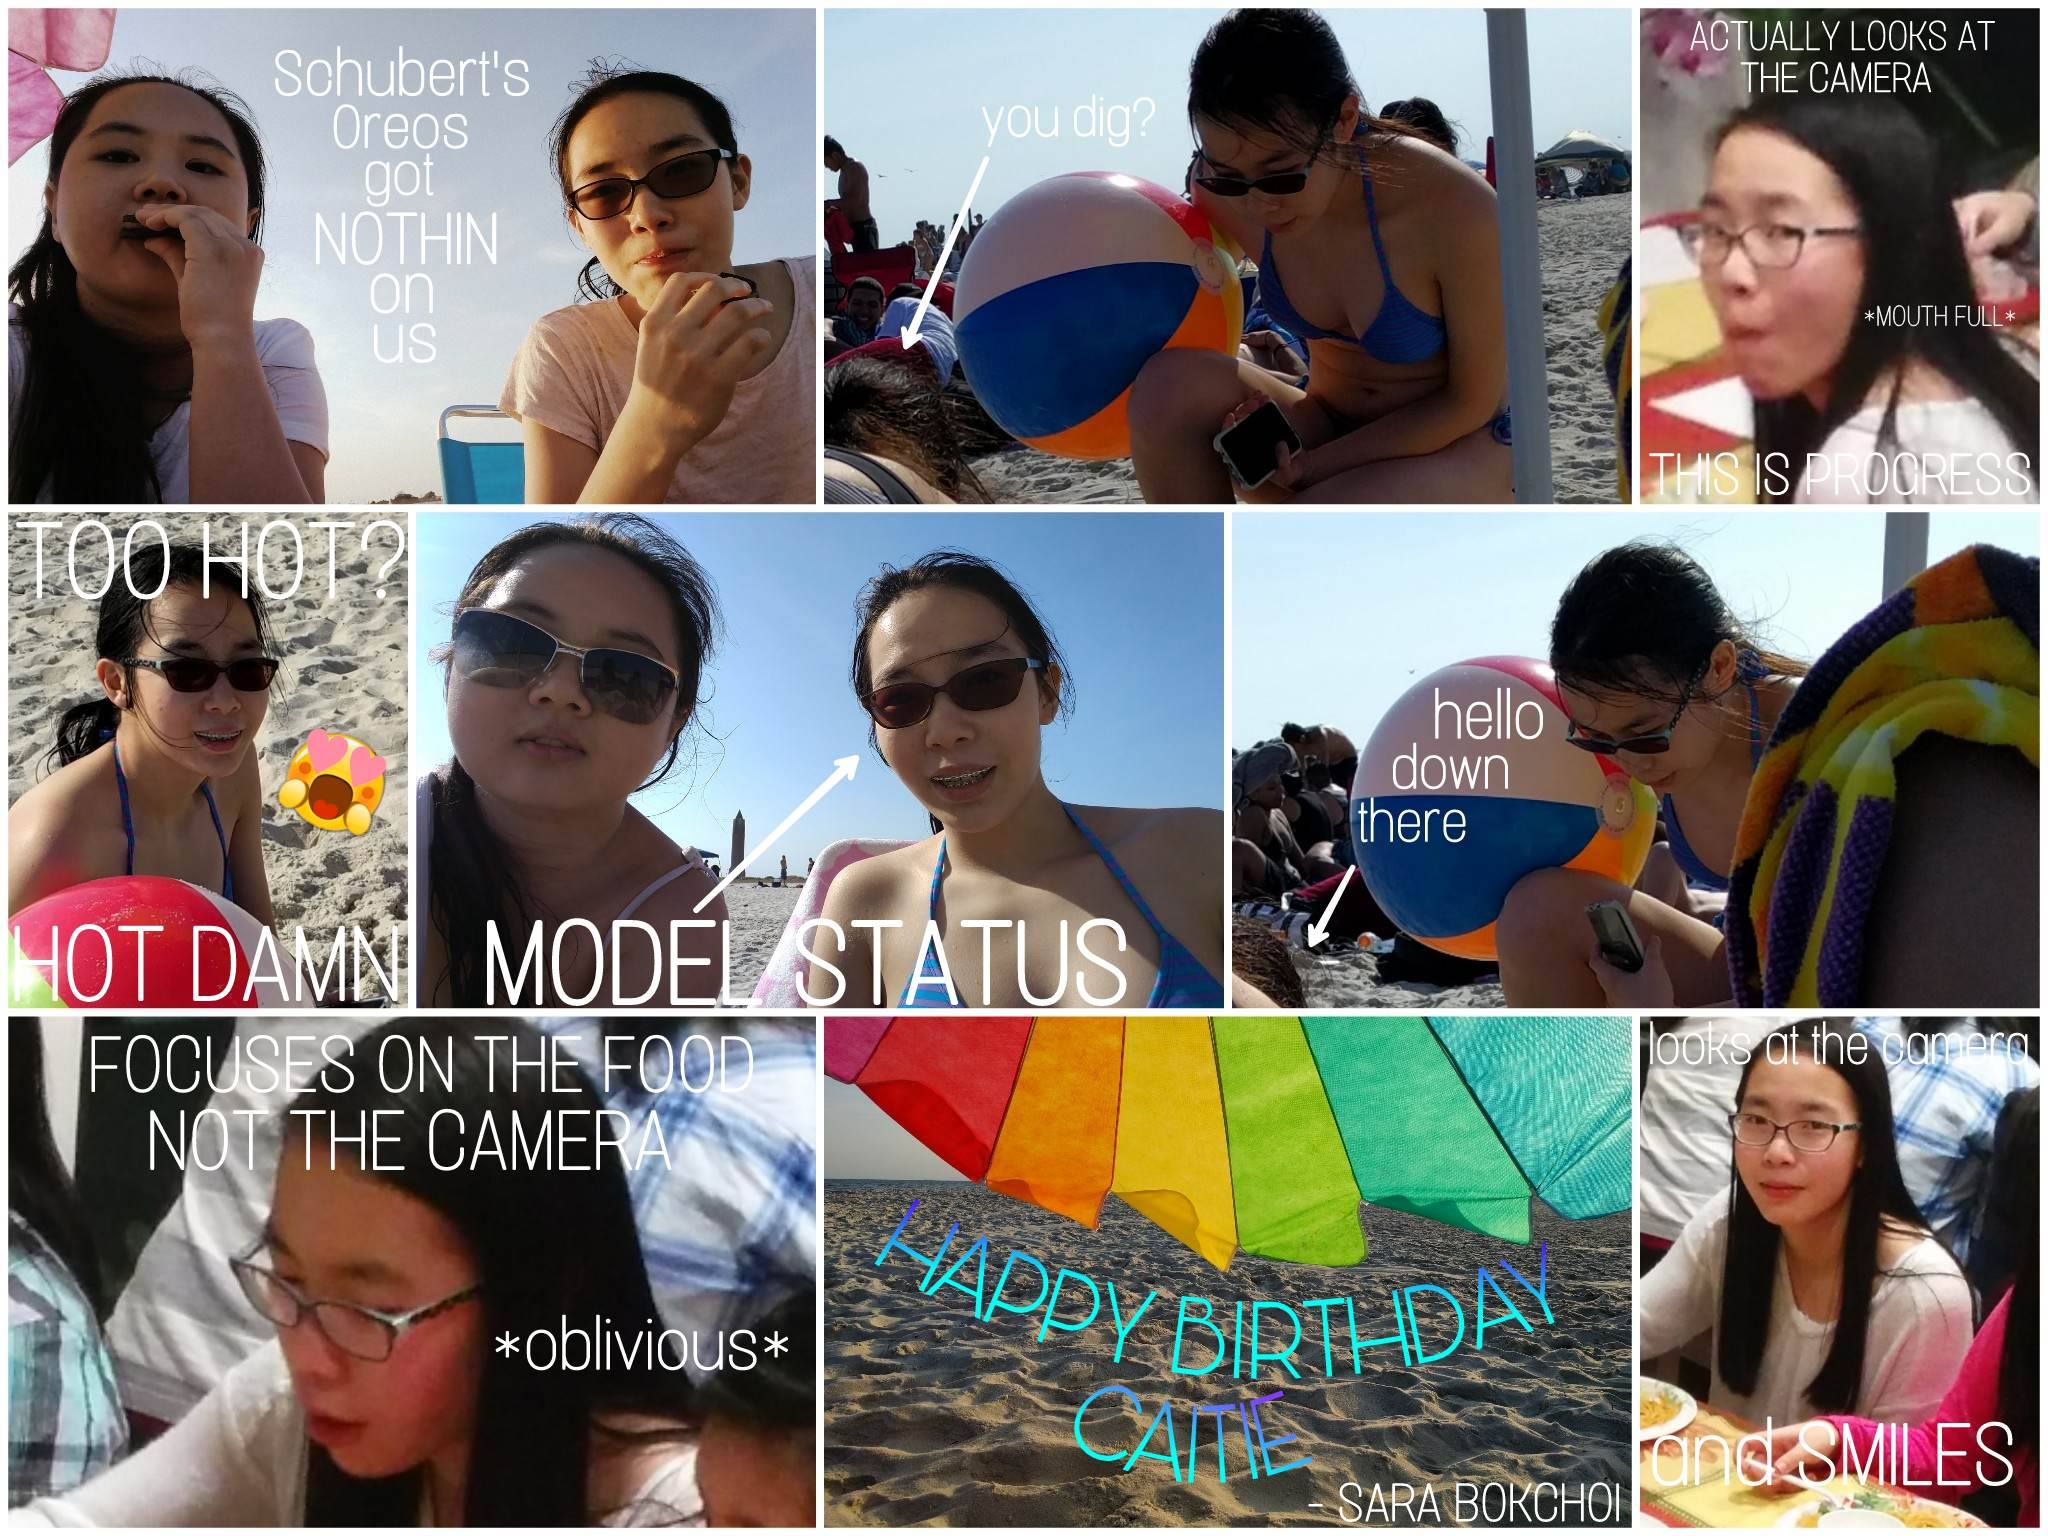 Schubert's
Oreos
got
NOTHIN
on
us
you dig?
ACTUALLY LOOKS AT
THE CAMERA
*MOUTH FULL*
THIS IS PROGRESS
TOO HOT?
HOT DAMN
MODEL STATUS
hello
down
there
FOCUSES ON THE FOOD
NOT THE CAMERA
*oblivious*
HAPPY BIRTHDAY
CAITIE
- SARA BOKCHOI
looks at the camera
and SMILES